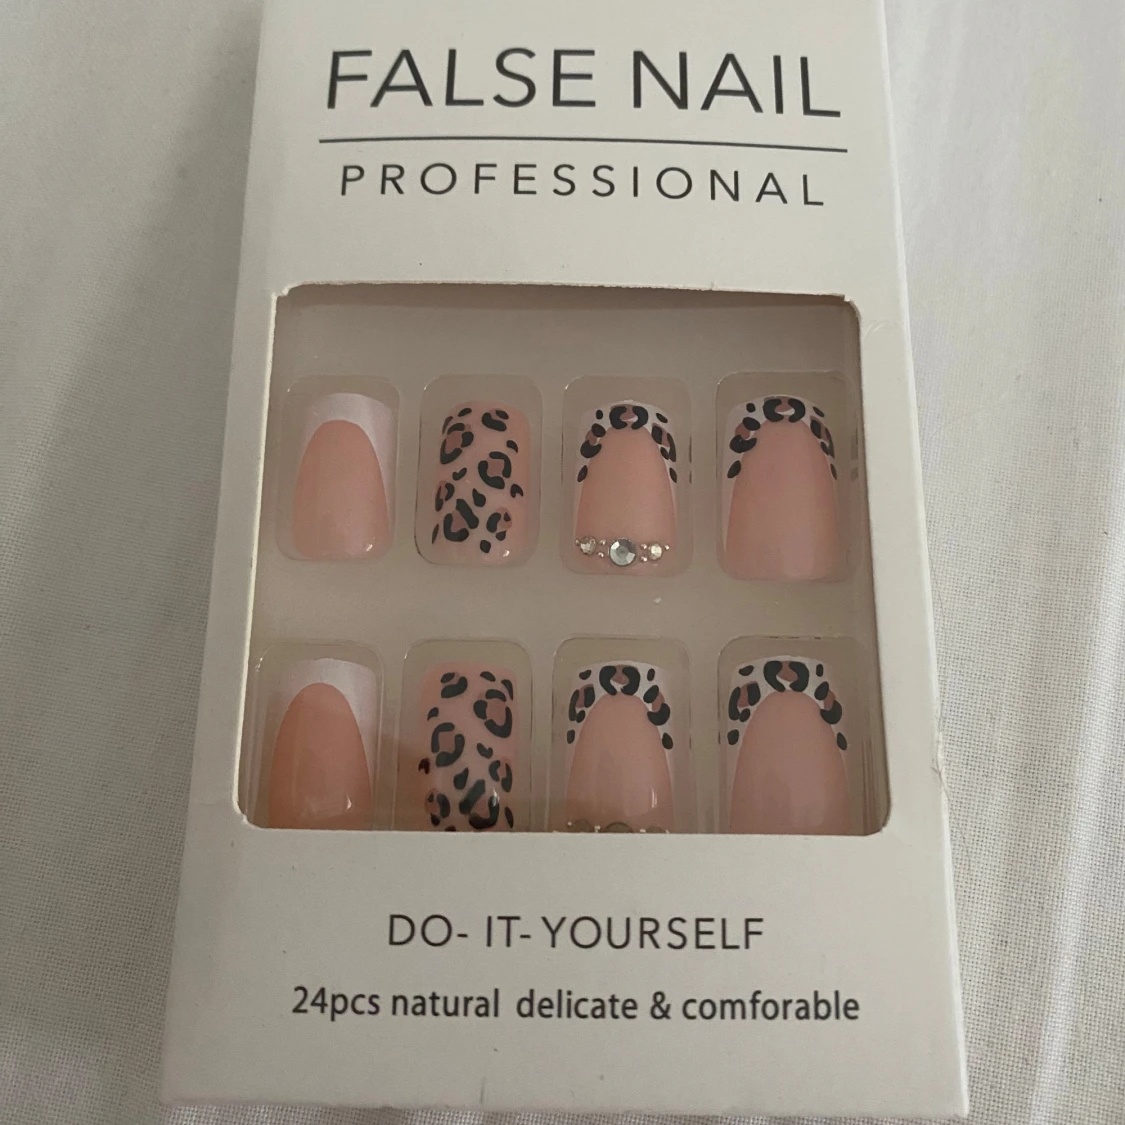 FALSE NAIL
PROFESSIONAL
DO- IT- YOURSELF
24pcs natural delicate & comforable